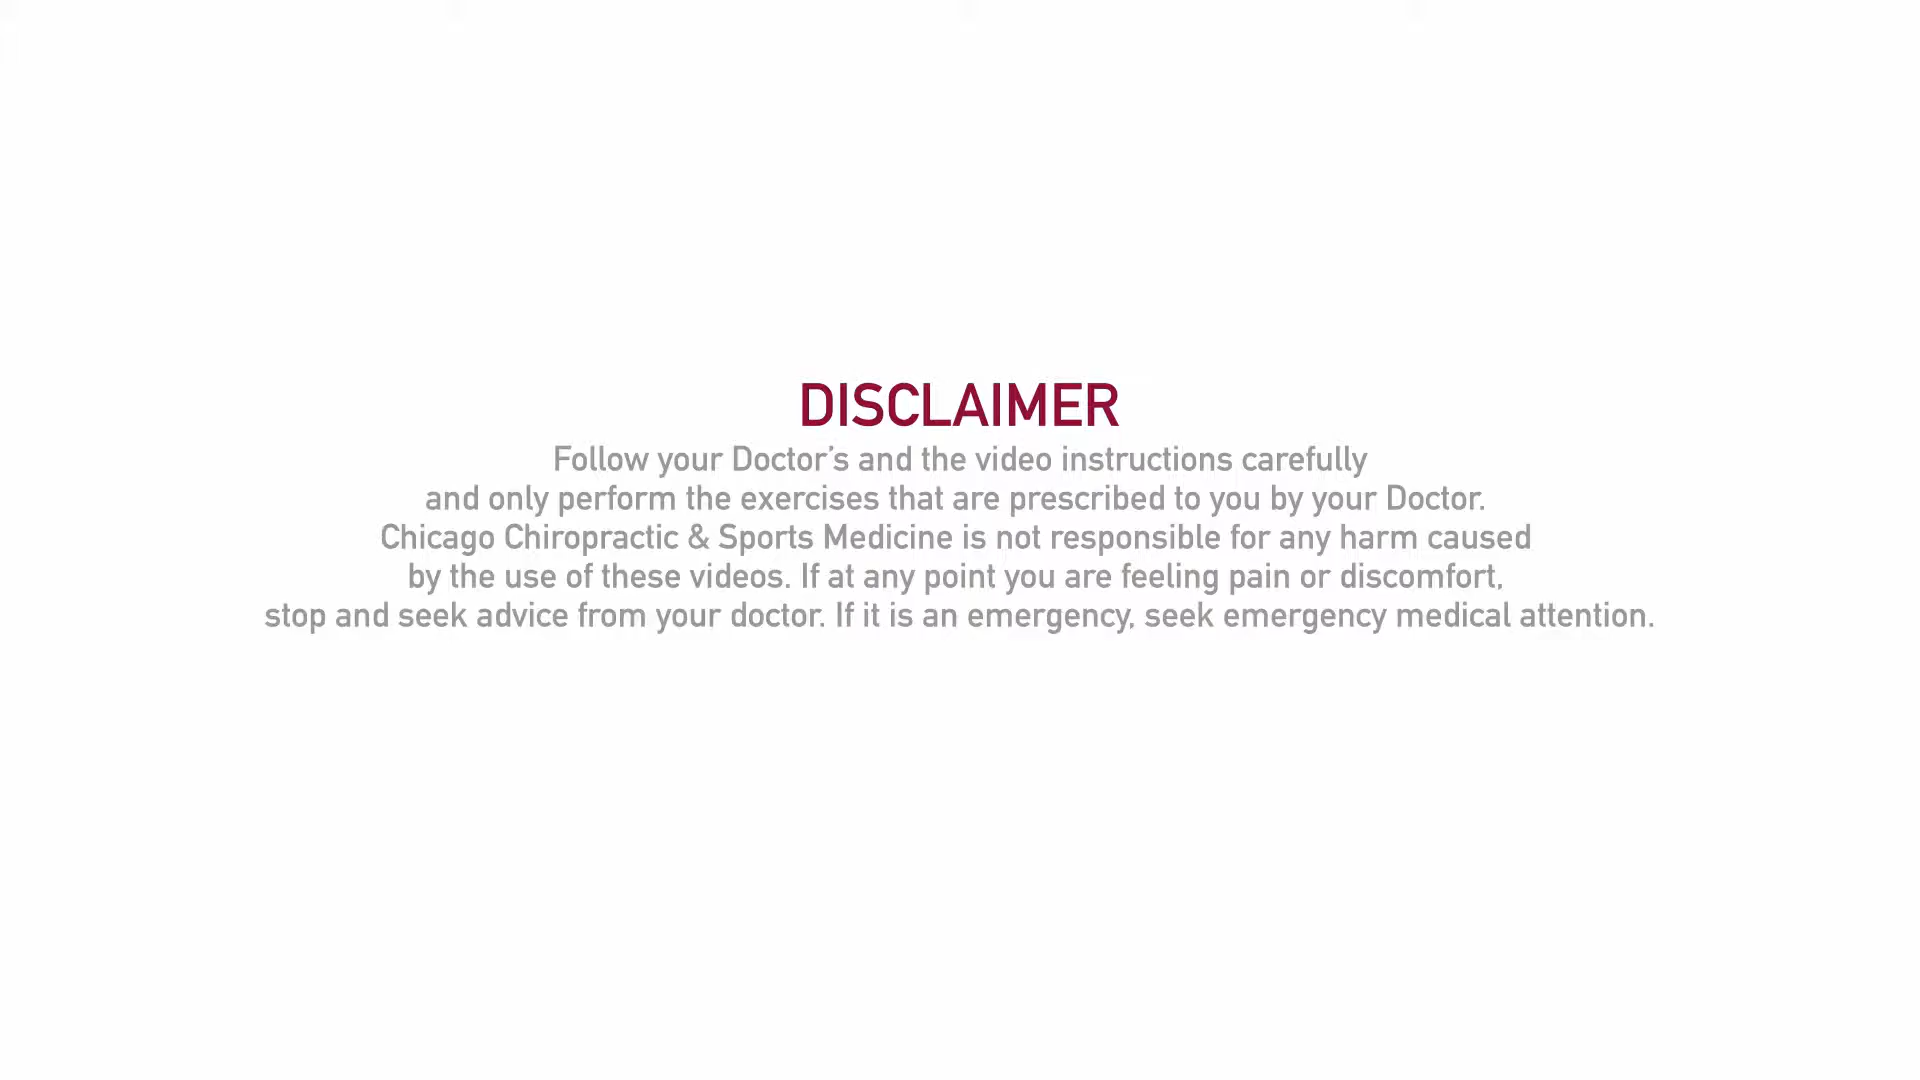 DISCLAIMER
Follow your Doctor’s and the video instructions carefully
and only perform the exercises that are prescribed to you by your Doctor.
Chicago Chiropractic & Sports Medicine is not responsible for any harm caused
by the use of these videos. If at any point you are feeling pain or discomfort,
stop and seek advice from your doctor. If it is an emergency, seek emergency medical attention.